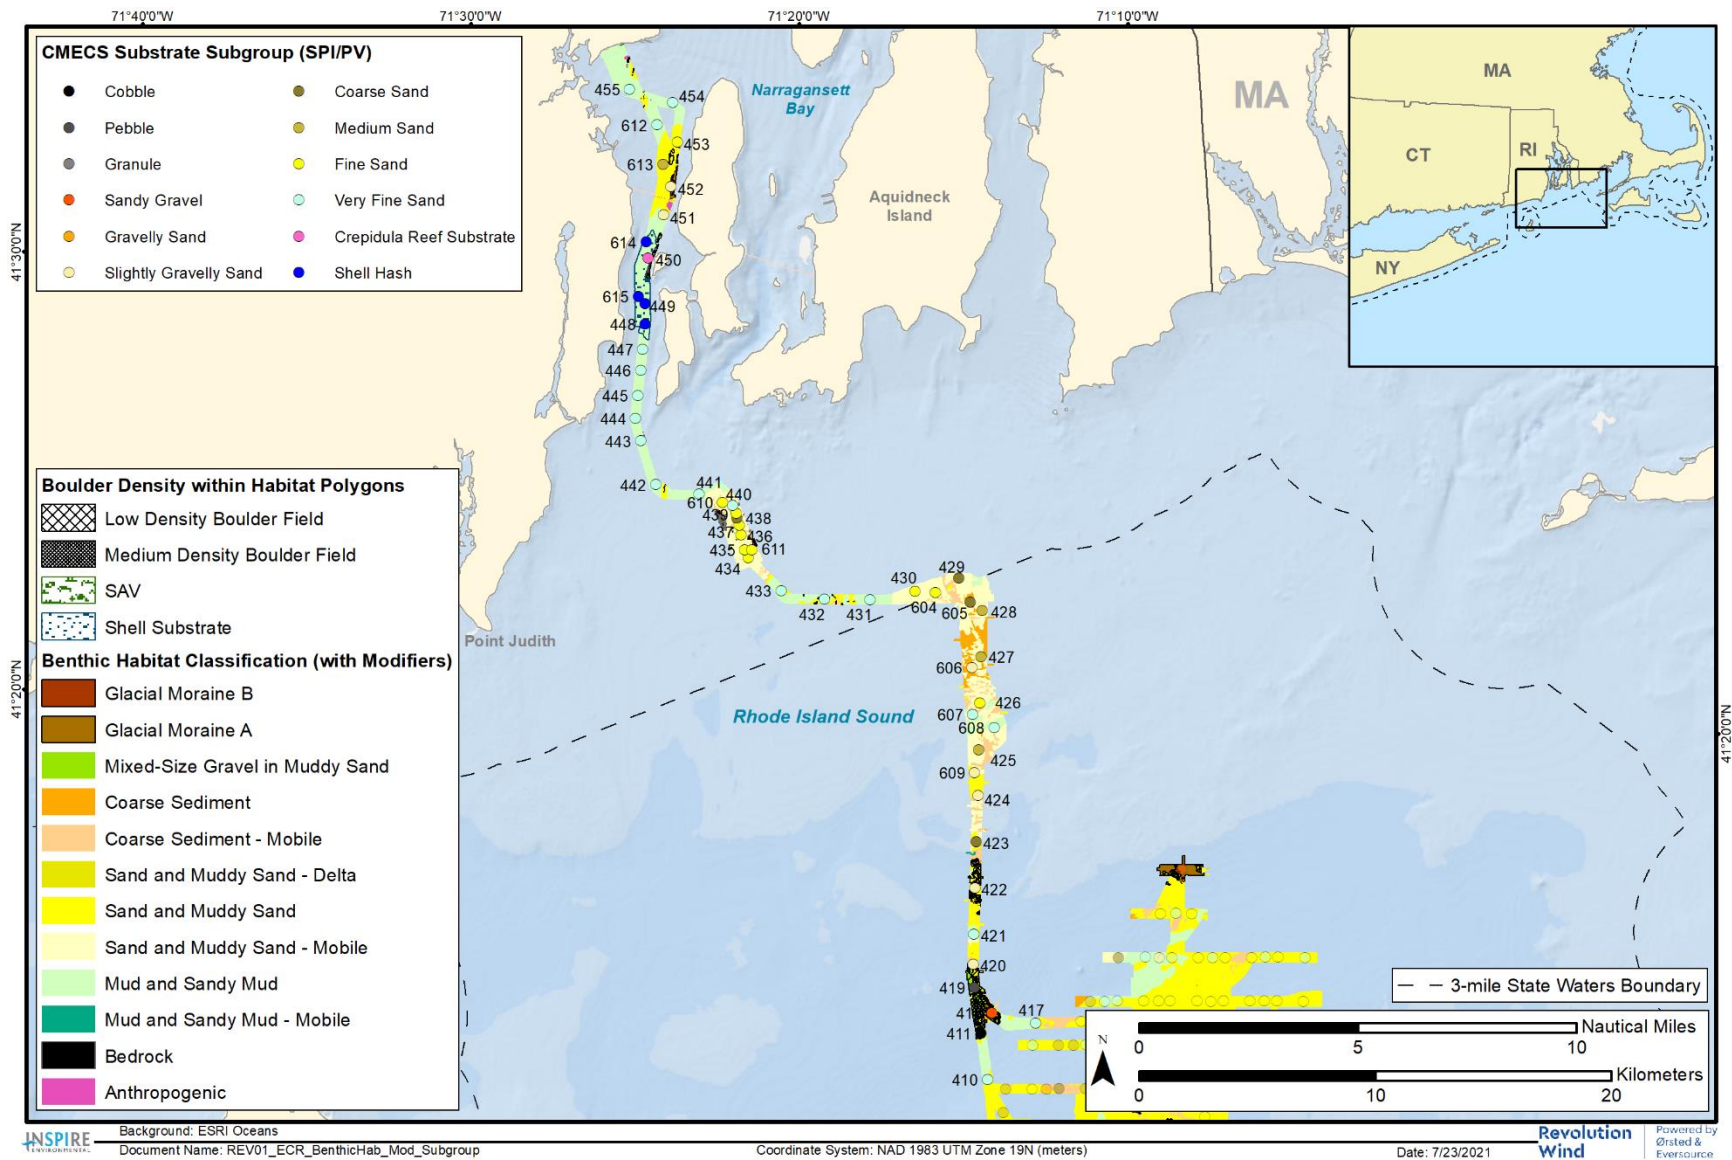 71°40'0"W
71°30'0"W
71°20'0"W
71°10'0"W
CMECS Substrate Subgroup (SPI/PV)
Cobble
Pebble
Granule
Sandy Gravel
Gravelly Sand
Slightly Gravelly Sand
Coarse Sand
Medium Sand
Fine Sand
Very Fine Sand
Crepidula Reef Substrate
Shell Hash
41°30'0"N
41°20'0"N
Narragansett
Bay
MA
Aquidneck
Island
MA
CT
RI
NY
455
454
612
453
613
452
451
614
450
615
449
448
447
446
445
444
443
442
441
440
610
439
438
437
436
435
611
434
433
432
431
430
429
604
605
428
427
606
426
607
608
425
609
424
423
422
421
420
419
41
417
411
410
Point Judith
Rhode Island Sound
Boulder Density within Habitat Polygons
Low Density Boulder Field
Medium Density Boulder Field
SAV
Shell Substrate
Benthic Habitat Classification (with Modifiers)
Glacial Moraine B
Glacial Moraine A
Mixed-Size Gravel in Muddy Sand
Coarse Sediment
Coarse Sediment - Mobile
Sand and Muddy Sand - Delta
Sand and Muddy Sand
Sand and Muddy Sand - Mobile
Mud and Sandy Mud
Mud and Sandy Mud - Mobile
Bedrock
Anthropogenic
41°20'0"N
3-mile State Waters Boundary
N
Nautical Miles
0 5 10
Kilometers
0 10 20
INSPIRE
ENVIRONMENTAL
Background: ESRI Oceans
Document Name: REV01_ECR_BenthicHab_Mod_Subgroup
Coordinate System: NAD 1983 UTM Zone 19N (meters)
Date: 7/23/2021
Revolution
Wind
Powered by
Ørsted &
Eversource